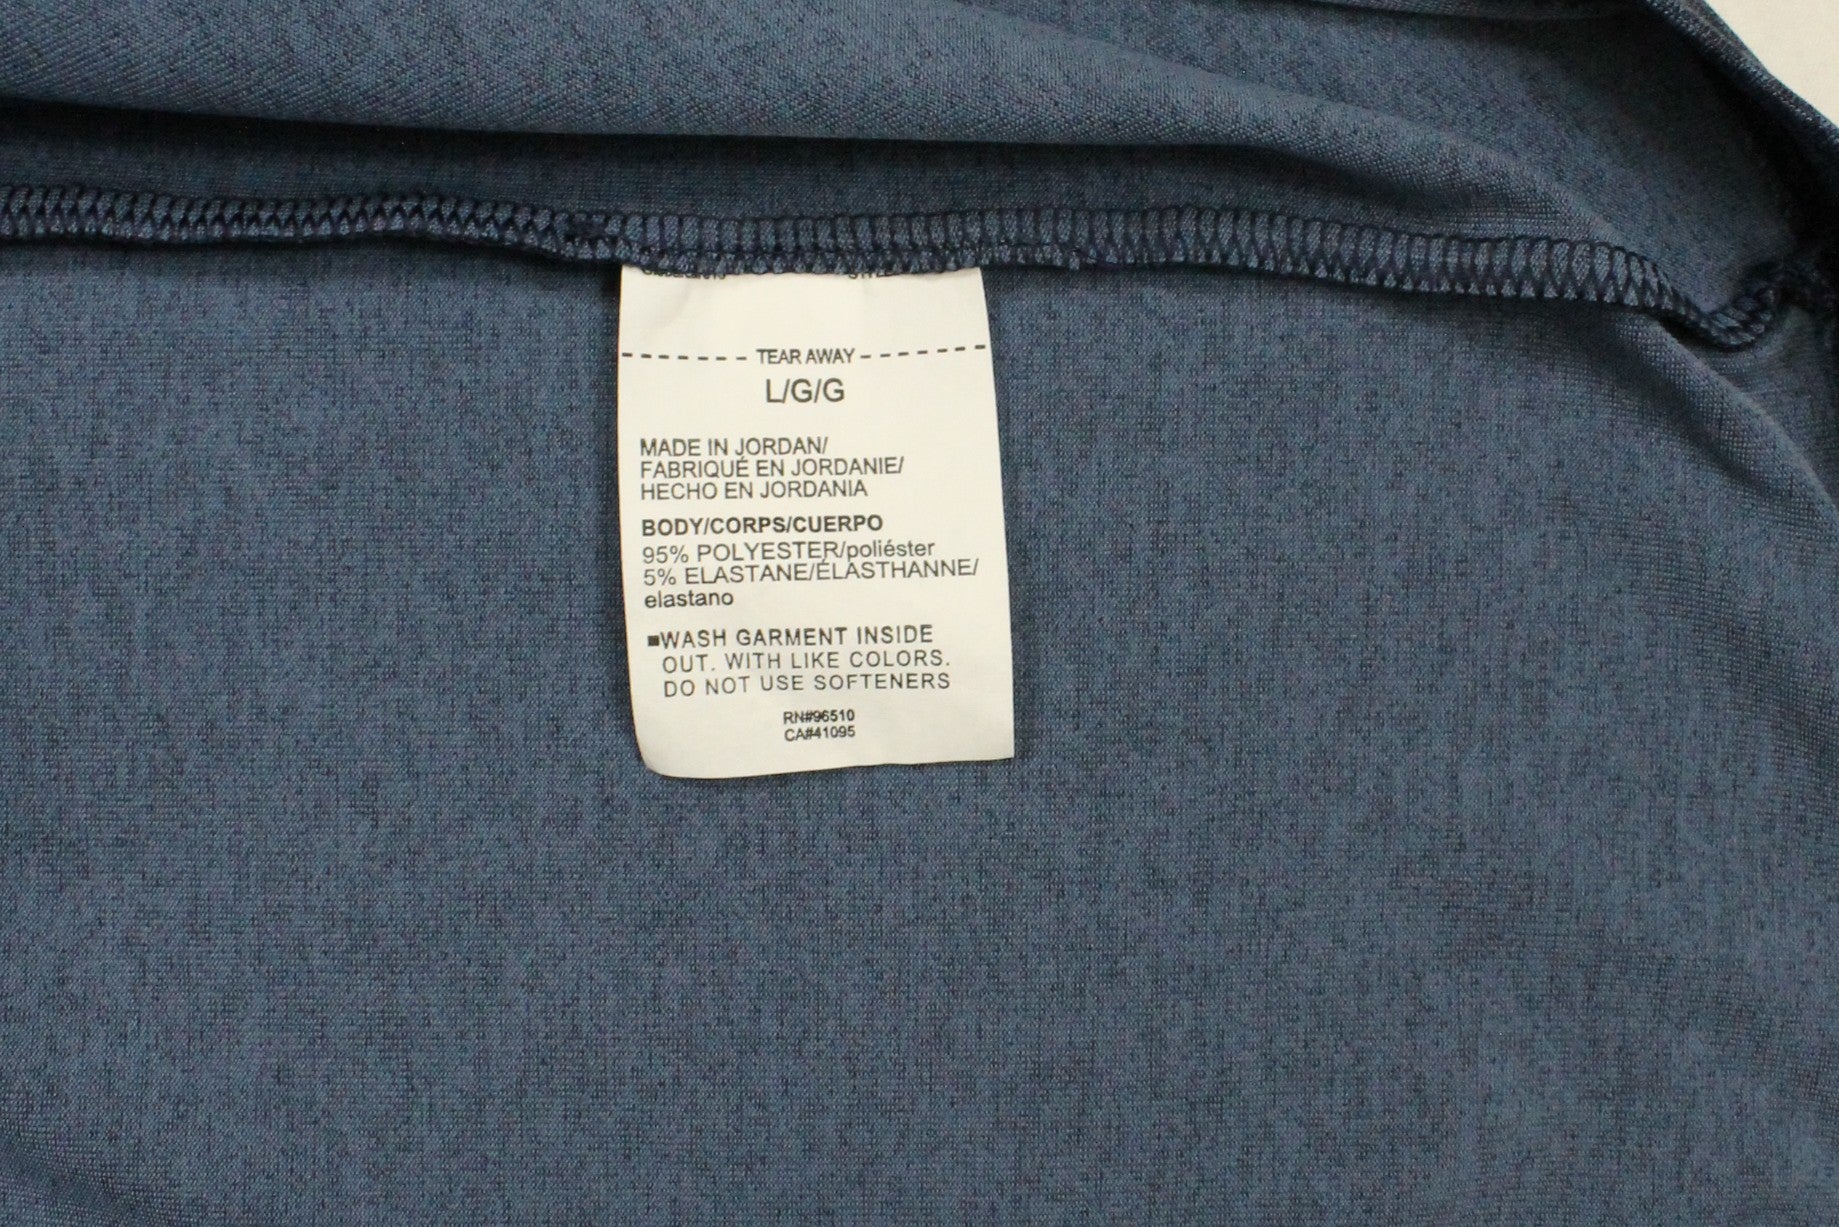 TEAR AWAY
L/G/G
MADE IN JORDAN/
FABRIQUÉ EN JORDANIE/
HECHO EN JORDANIA
BODY/CORPS/CUERPO
95% POLYESTER/poliéster
5% ELASTANE/ÉLASTHANNE/
elastano
■WASH GARMENT INSIDE
OUT. WITH LIKE COLORS.
DO NOT USE SOFTENERS
RN#96510
CA#41095